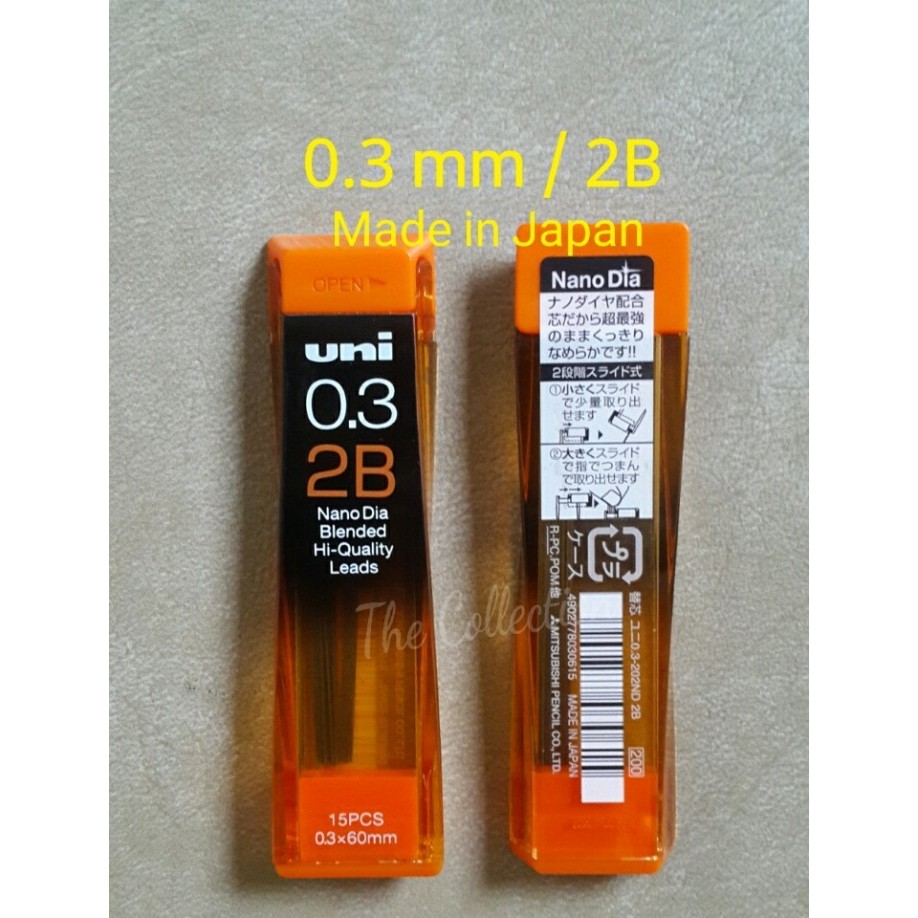 0.3 mm / 2B
Made in Japan
OPEN
uni
0.3
2B
Nano Dia
Blended
Hi-Quality
Leads
The Collect
15PCS
0.3×60mm
Nano Dia
ナノダイヤ配合
芯だから超最強
のままくっきり
なめらかです!!
2段階スライド式
①小さくスライド
で少量取り出
せます
②大きくスライド
で指でつまん
で取り出せます
プラ
ケース
R-PC,POM他
MITSUBISHI PENCIL CO., LTD.
4902778030615 MADE IN JAPAN
替芯 ユニ0.3-202ND 2B
200